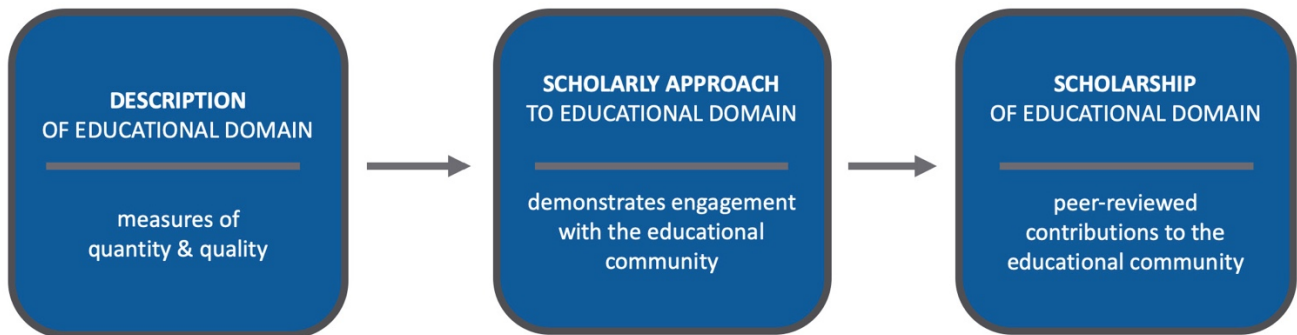 DESCRIPTION
OF EDUCATIONAL DOMAIN
measures of
quantity & quality
SCHOLARLY APPROACH
TO EDUCATIONAL DOMAIN
demonstrates engagement
with the educational
community
SCHOLARSHIP
OF EDUCATIONAL DOMAIN
peer-reviewed
contributions to the
educational community